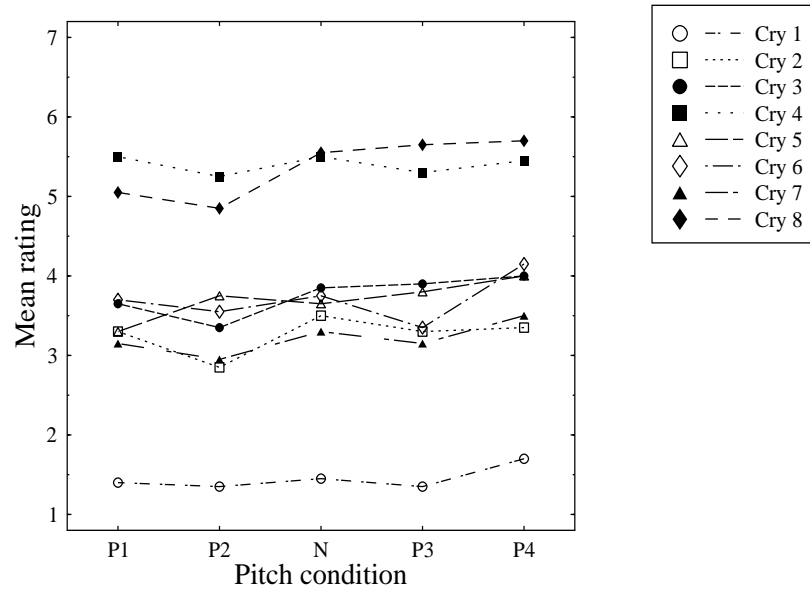 7
6
5
4
3
2
1
Mean rating
P1 P2 N P3 P4
Pitch condition
Cry 1
Cry 2
Cry 3
Cry 4
Cry 5
Cry 6
Cry 7
Cry 8